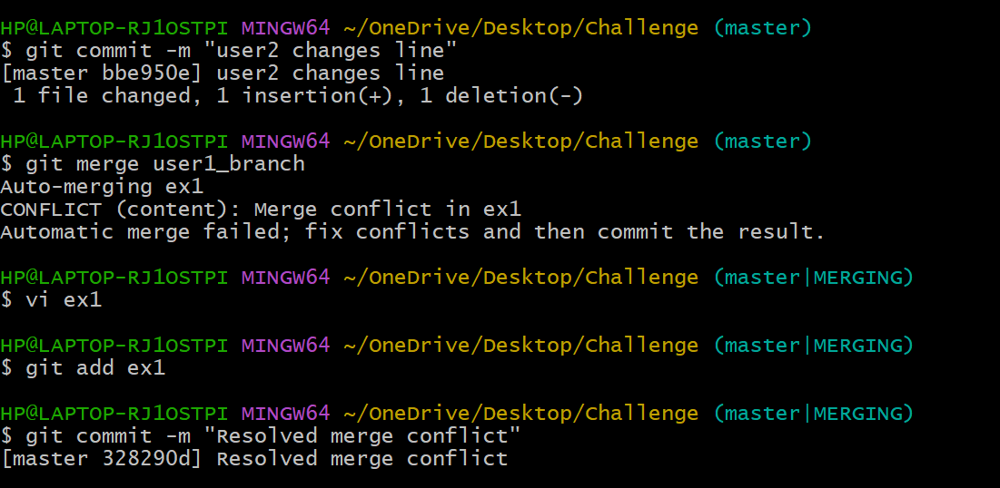 HP@LAPTOP-RJ1OSTPI MINGW64 ~/OneDrive/Desktop/Challenge (master)
$ git commit -m "user2 changes line"
[master bbe950e] user2 changes line
 1 file changed, 1 insertion(+), 1 deletion(-)
HP@LAPTOP-RJ1OSTPI MINGW64 ~/OneDrive/Desktop/Challenge (master)
$ git merge user1_branch
Auto-merging ex1
CONFLICT (content): Merge conflict in ex1
Automatic merge failed; fix conflicts and then commit the result.
HP@LAPTOP-RJ1OSTPI MINGW64 ~/OneDrive/Desktop/Challenge (master|MERGING)
$ vi ex1
HP@LAPTOP-RJ1OSTPI MINGW64 ~/OneDrive/Desktop/Challenge (master|MERGING)
$ git add ex1
HP@LAPTOP-RJ1OSTPI MINGW64 ~/OneDrive/Desktop/Challenge (master|MERGING)
$ git commit -m "Resolved merge conflict"
[master 328290d] Resolved merge conflict